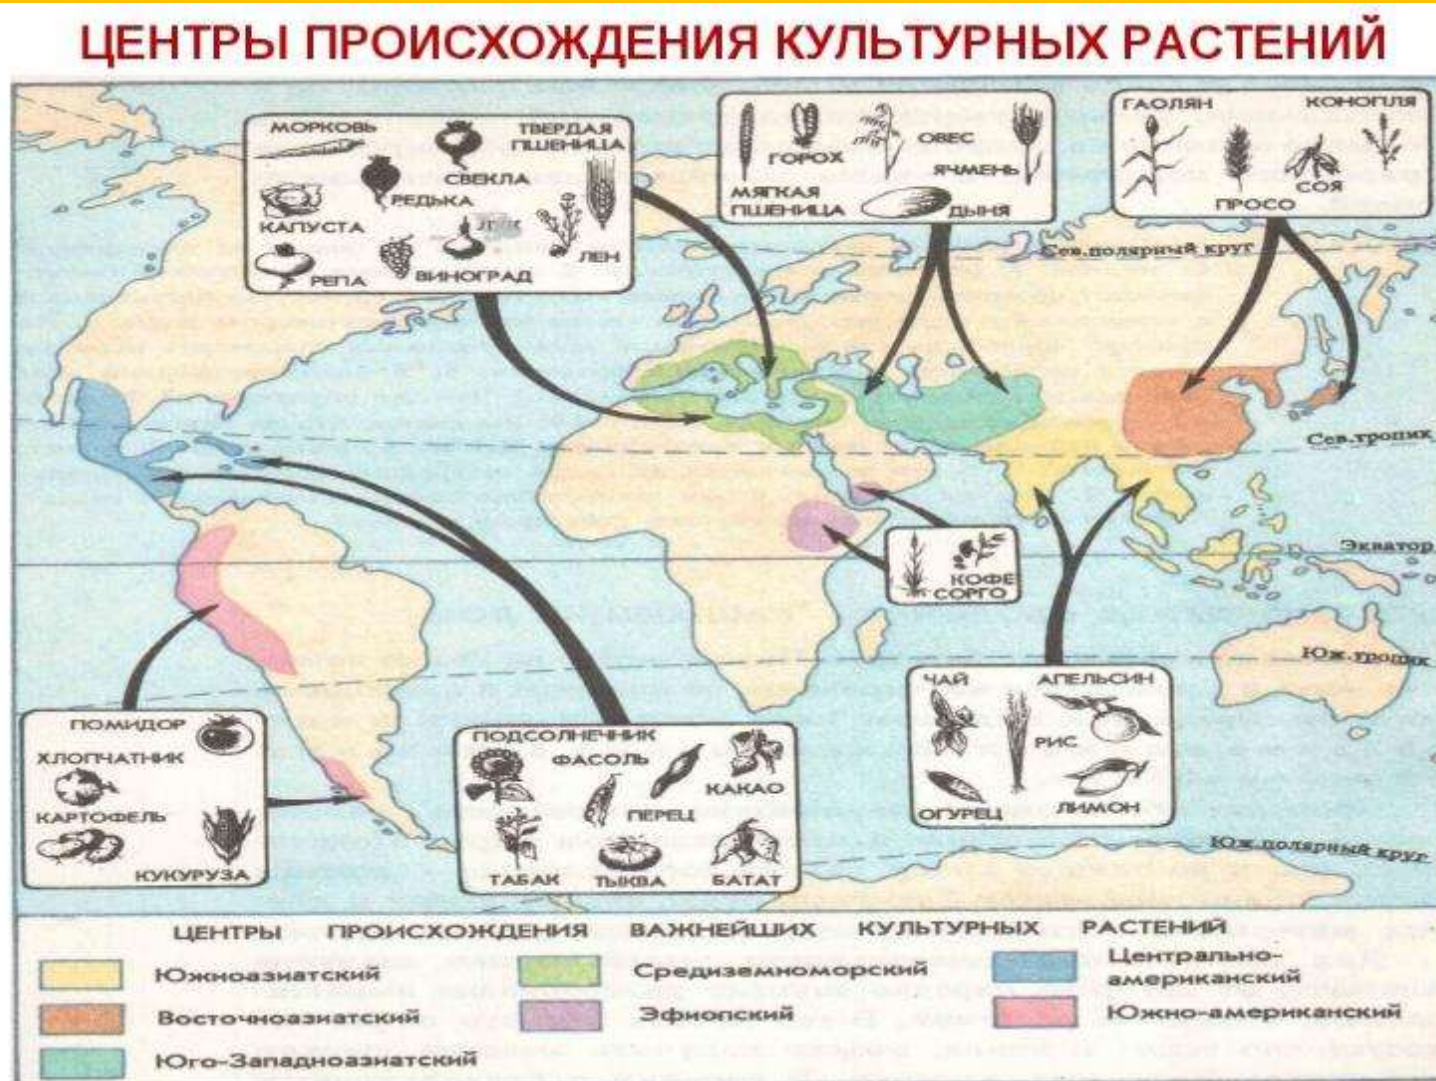 ЦЕНТРЫ ПРОИСХОЖДЕНИЯ КУЛЬТУРНЫХ РАСТЕНИЙ
МОРКОВЬ
ТВЕРДАЯ
ПШЕНИЦА
СВЕКЛА
РЕДЬКА
КАПУСТА
ЛУК
ЛЕН
РЕПА
ВИНОГРАД
ГОРОХ
ОВЕС
ЯЧМЕНЬ
МЯГКАЯ
ПШЕНИЦА
ДЫНЯ
ГАОЛЯН
КОНОПЛЯ
СОЯ
ПРОСО
Сев.полярный круг
Сев.тропик
Экватор
КОФЕ
СОРГО
Юж.тропик
ЧАЙ
АПЕЛЬСИН
РИС
ОГУРЕЦ
ЛИМОН
ПОМИДОР
ХЛОПЧАТНИК
КАРТОФЕЛЬ
КУКУРУЗА
ПОДСОЛНЕЧНИК
ФАСОЛЬ
КАКАО
ПЕРЕЦ
ТАБАК
ТЫКВА
БАТАТ
Юж.полярный круг
ЦЕНТРЫ ПРОИСХОЖДЕНИЯ ВАЖНЕЙШИХ КУЛЬТУРНЫХ РАСТЕНИЙ
Южноазиатский
Восточноазиатский
Юго-Западноазиатский
Средиземноморский
Эфиопский
Центрально-
американский
Южно-американский